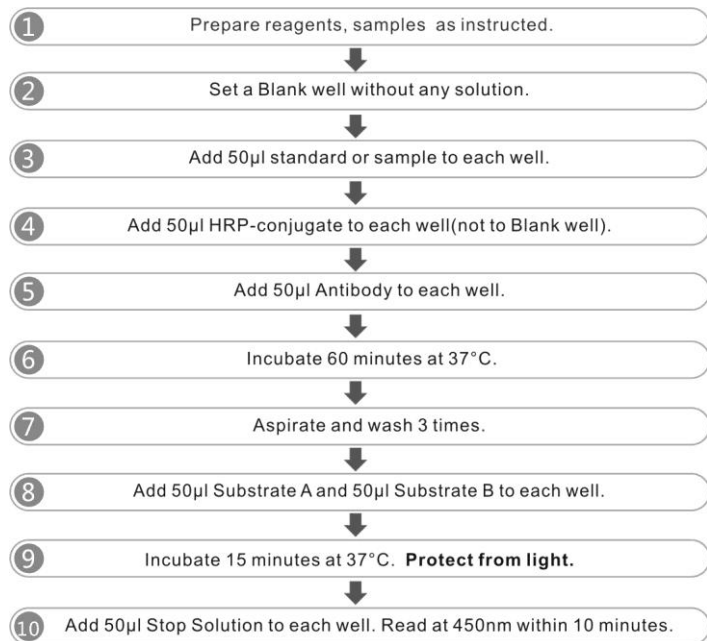 1 Prepare reagents, samples as instructed.
2 Set a Blank well without any solution.
3 Add 50μl standard or sample to each well.
4 Add 50μl HRP-conjugate to each well(not to Blank well).
5 Add 50μl Antibody to each well.
6 Incubate 60 minutes at 37°C.
7 Aspirate and wash 3 times.
8 Add 50μl Substrate A and 50μl Substrate B to each well.
9 Incubate 15 minutes at 37°C. Protect from light.
10 Add 50μl Stop Solution to each well. Read at 450nm within 10 minutes.